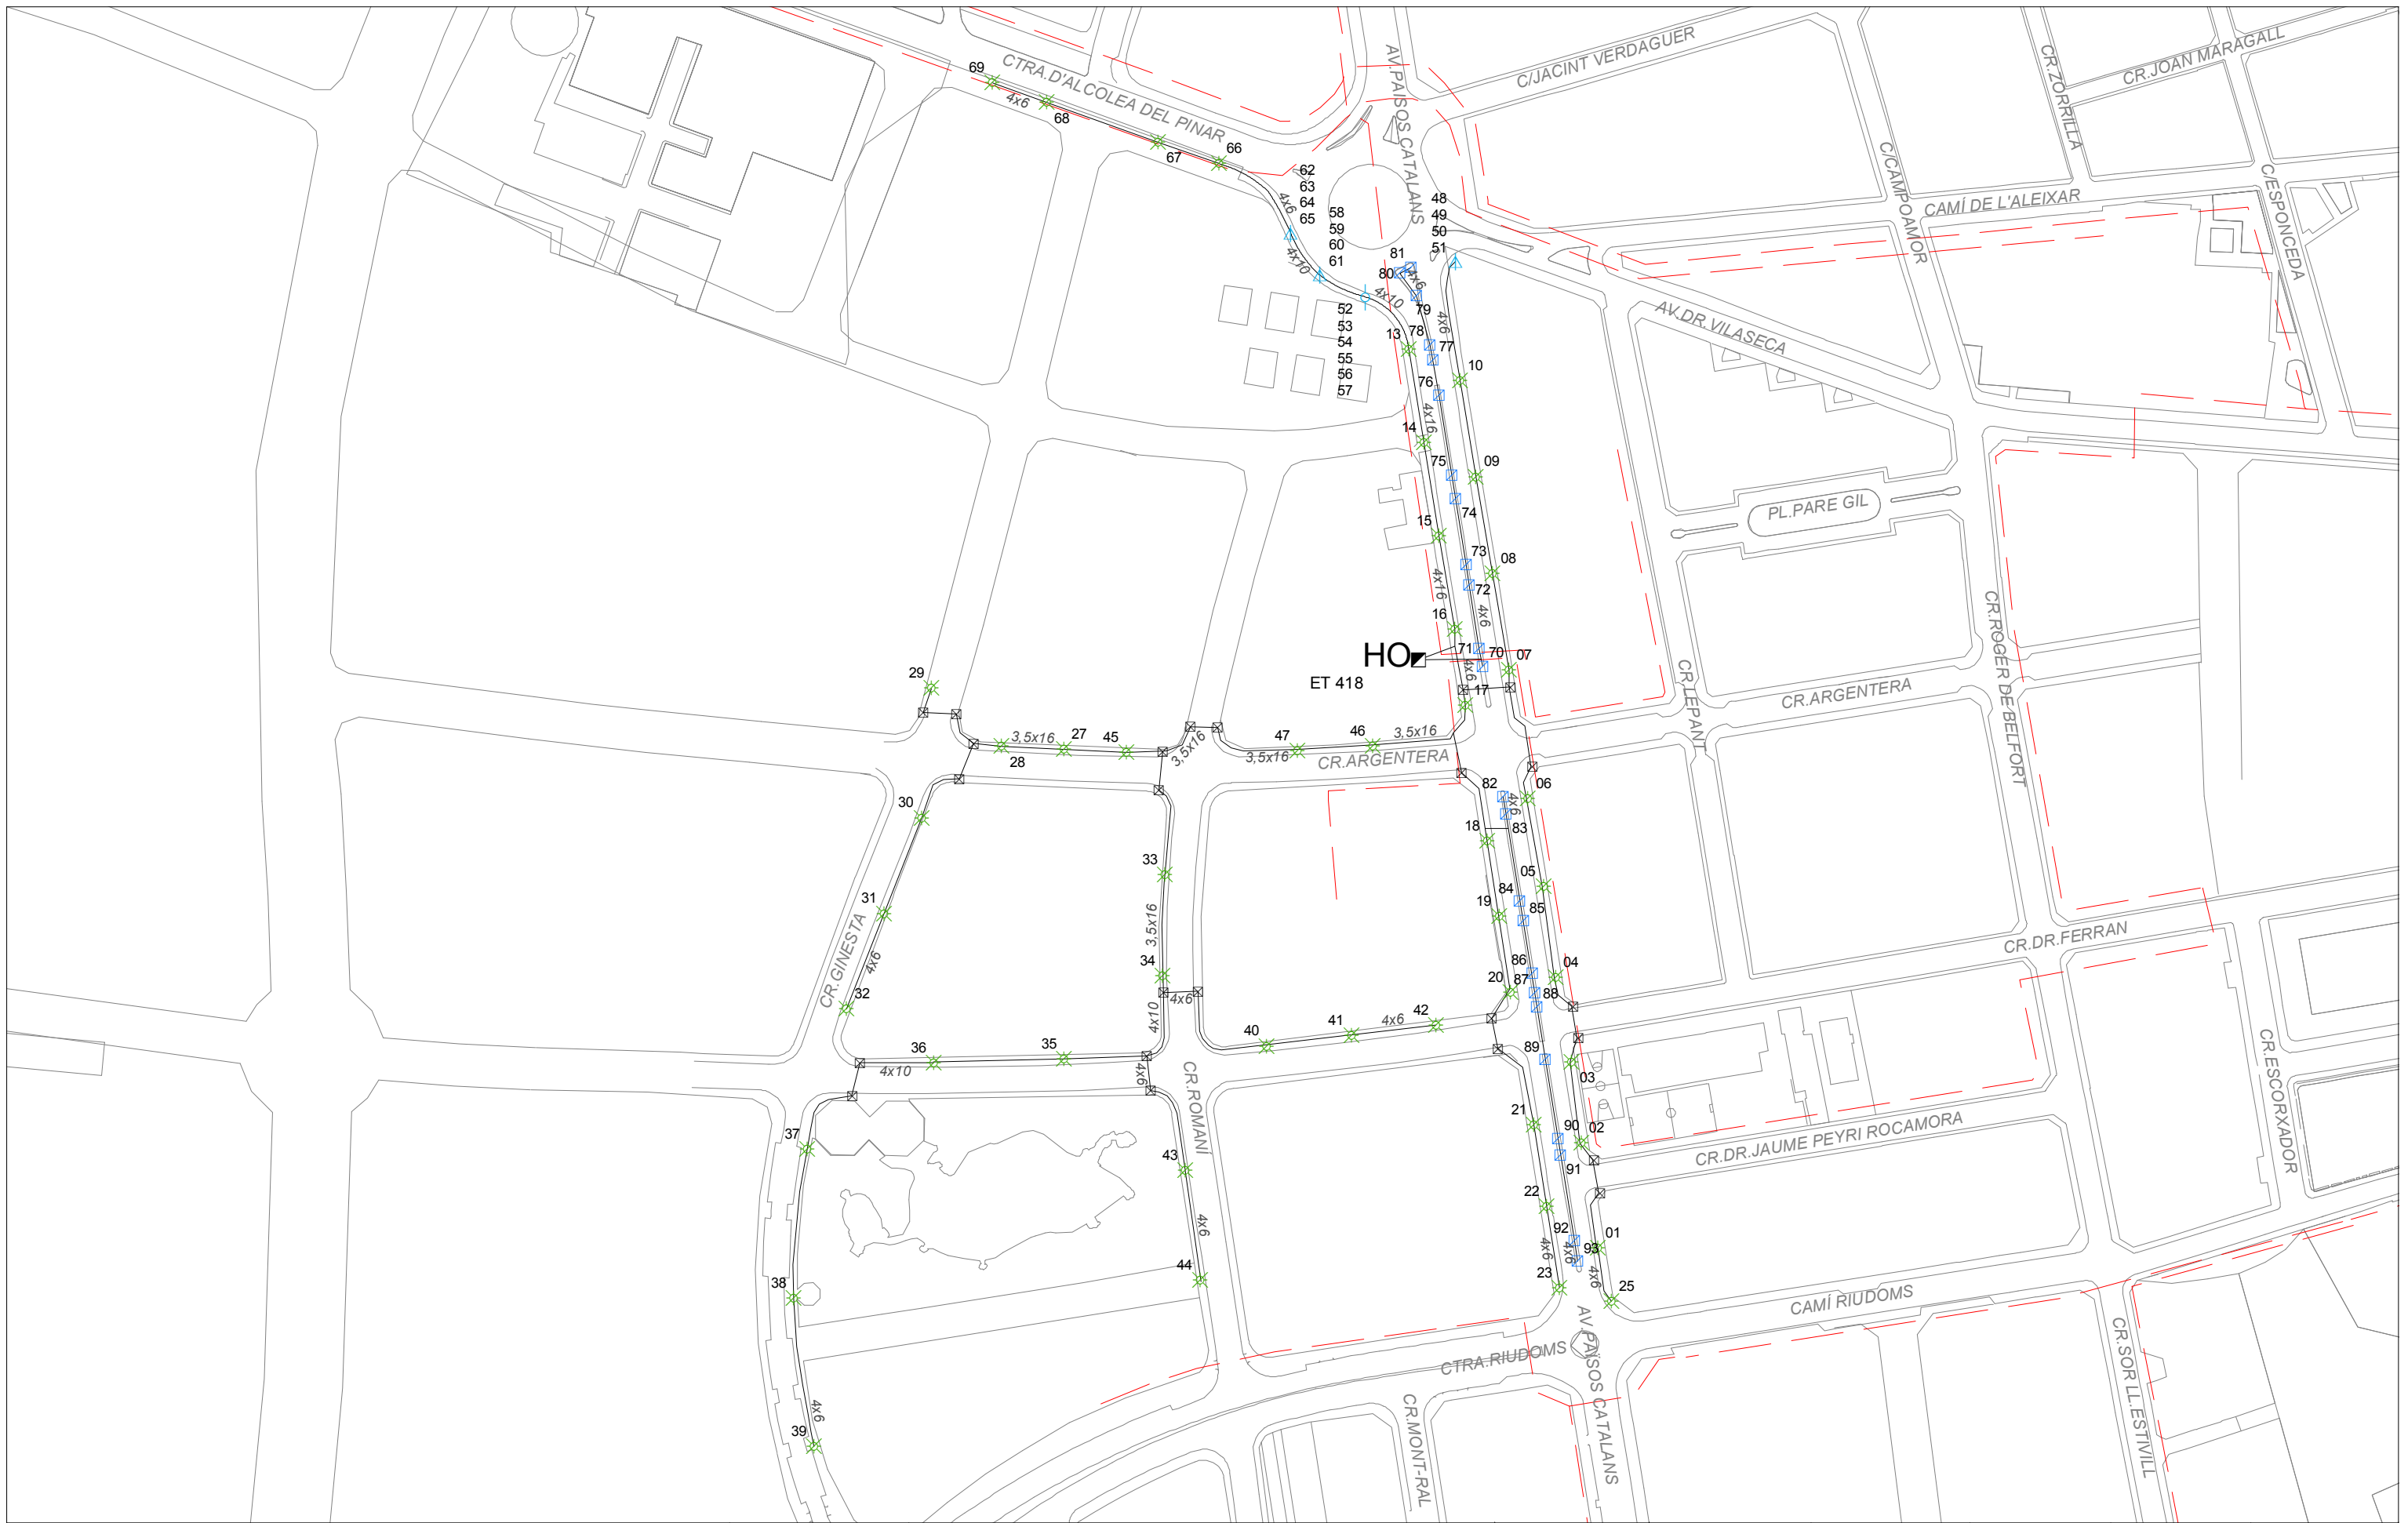 CTRA.D'ALCOLEA DEL PINAR
AV.PAISOS CATALANS
C/JACINT VERDAGUER
CR.ZORRILLA
CR.JOAN MARAGALL
69
4x6
68
67
66
62
63
64
65
4x6
58
59
60
61
4x10
48
49
50
51
C/CAMPOAMOR
CAMÍ DE L'ALEIXAR
C/ESPONCEDA
81
80
4x6
4x10
79
52
53
54
55
56
57
13
78
4x6
77
AV.DR.VILASECA
76
10
4x16
14
75
09
74
PL.PARE GIL
15
73
08
4x16
72
16
4x6
HO
71
70
07
ET 418
4x6
17
29
CR.LEPANT
CR.ARGENTERA
CR.ROGER DE BELFORT
3,5x16
27
45
28
3,5x16
47
3,5x16
46
3,5x16
CR.ARGENTERA
82
4x6
06
30
18
83
33
05
31
84
19
85
CR.GINESTA
4x6
3,5x16
CR.DR.FERRAN
34
86
04
20
87
88
32
4x6
4x10
42
41
4x6
40
36
35
4x10
4x6
89
03
CR.ROMANÍ
CR.ESCORXADOR
21
90
02
37
43
91
CR.DR.JAUME PEYRI ROCAMORA
22
4x6
92
93
01
4x6
4x6
4x6
38
44
23
25
CAMÍ RIUDOMS
AV.PAÏSOS CATALANS
CTRA.RIUDOMS
CR.SOR LL.ESTIVILL
CR.MONT-RAL
4x6
39